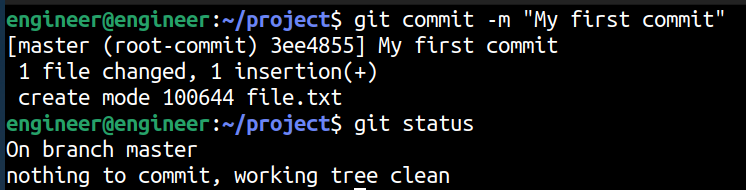 engineer@engineer:~/project$ git commit -m "My first commit"
[master (root-commit) 3ee4855] My first commit
 1 file changed, 1 insertion(+)
 create mode 100644 file.txt
engineer@engineer:~/project$ git status
On branch master
nothing to commit, working tree clean